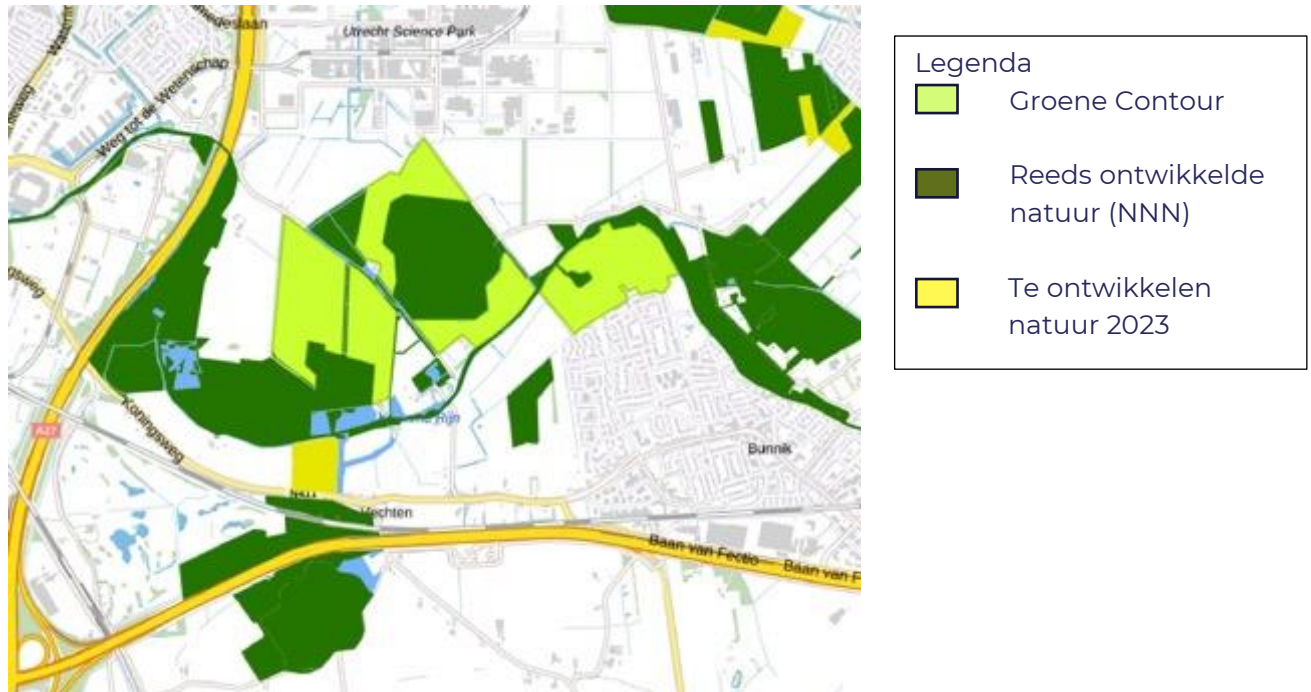 Utrecht Science Park
Weg tot de Wetenschap
Koningsweg
A27
Rijn
Bunnik
Vechten
Baan van Fectio
Baan van F
Legenda
Groene Contour
Reeds ontwikkelde
natuur (NNN)
Te ontwikkelen
natuur 2023